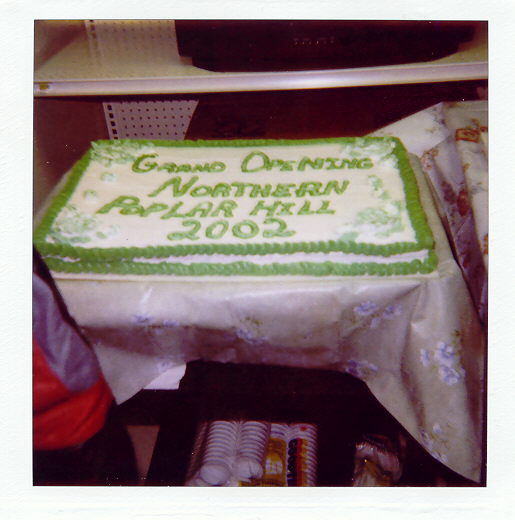 GRAND OPENING
NORTHERN
POPLAR HILL
2002